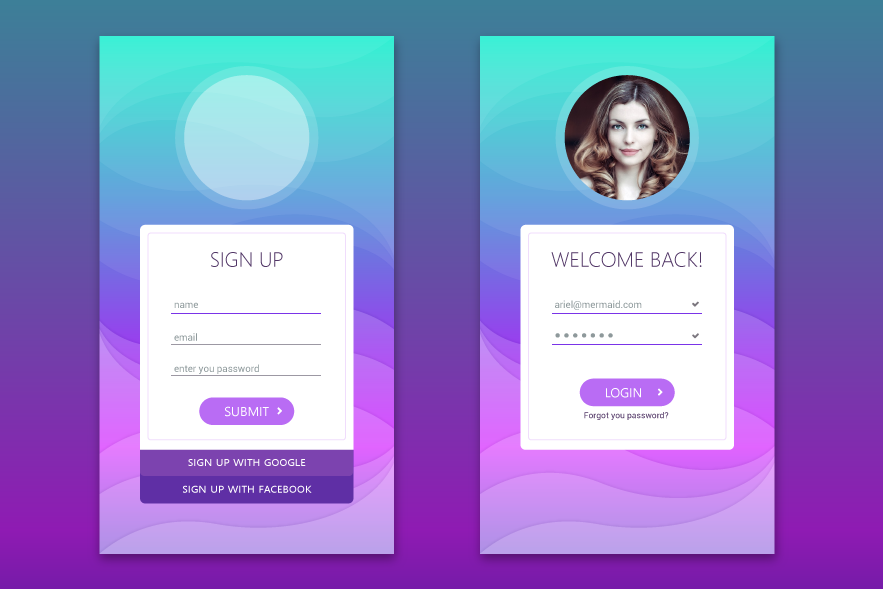 SIGN UP
name
email
enter you password
SUBMIT
SIGN UP WITH GOOGLE
SIGN UP WITH FACEBOOK
WELCOME BACK!
ariel@mermaid.com
LOGIN
Forgot you password?